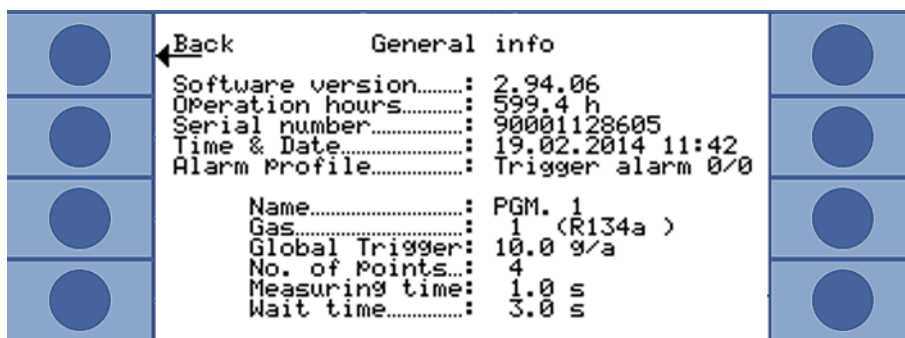 Back General info
Software version........: 2.94.06
Operation hours.........: 599.4 h
Serial number...........: 90001128605
Time & Date.............: 19.02.2014 11:42
Alarm Profile...........: Trigger alarm 0/0
Name....................: PGM. 1
Gas.....................: 1 (R134a )
Global Trigger: 10.0 g/a
No. of Points...: 4
Measuring time: 1.0 s
Wait time..............: 3.0 s